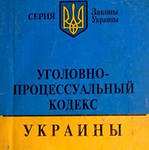 СЕРИЯ
Законы
Украины
УГОЛОВНО-
ПРОЦЕССУАЛЬНЫЙ
КОДЕКС
УКРАИНЫ